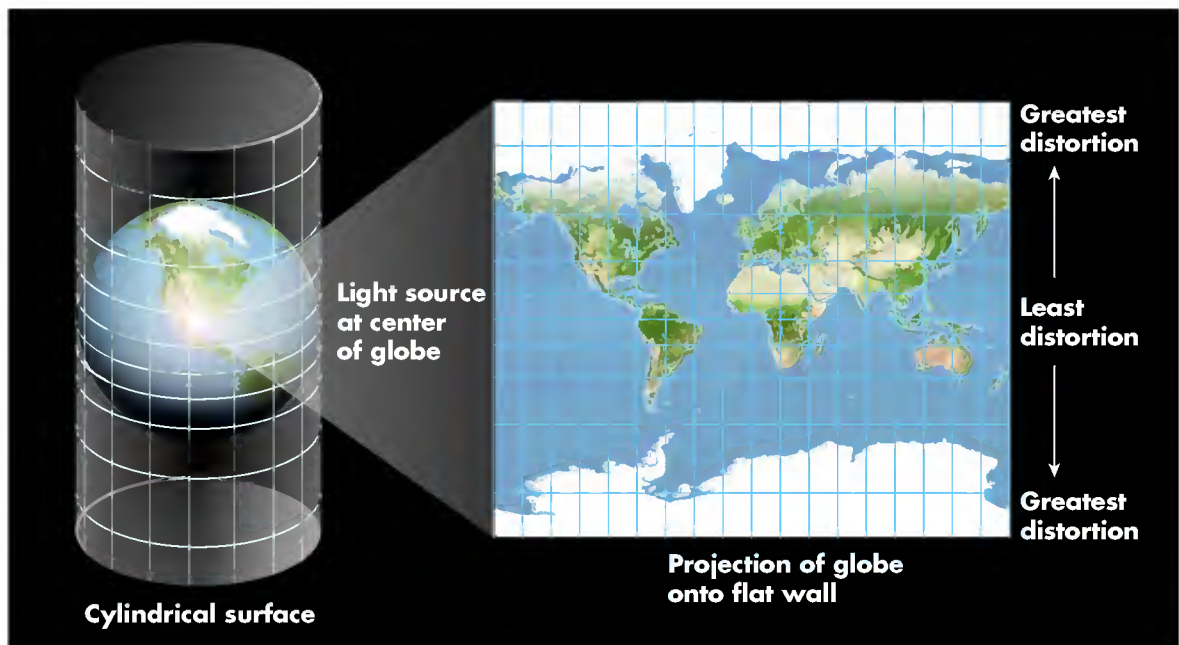 Greatest
distortion
Light source
at center
of globe
Least
distortion
Greatest
distortion
Projection of globe
onto flat wall
Cylindrical surface